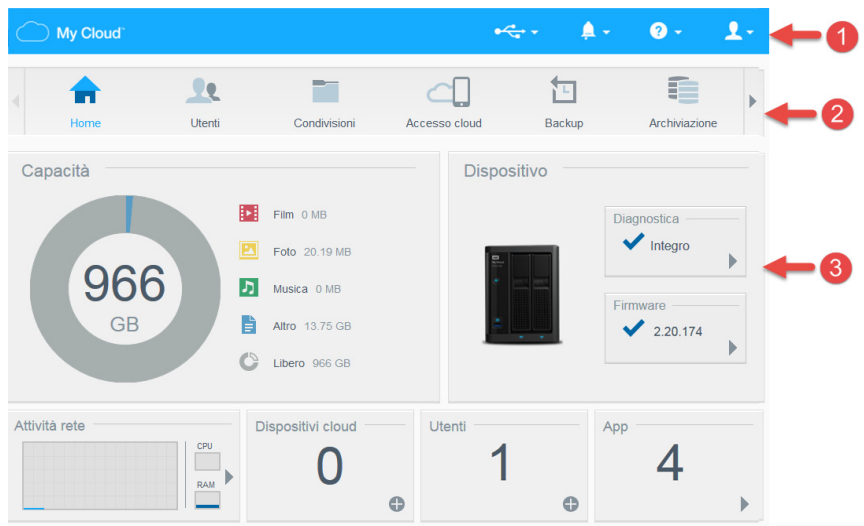 My Cloud™
1
Home
Utenti
Condivisioni
Accesso cloud
Backup
Archiviazione
2
Capacità
966
GB
Film 0 MB
Foto 20.19 MB
Musica 0 MB
Altro 13.75 GB
Libero 966 GB
Dispositivo
Diagnostica
Integro
3
Firmware
2.20.174
Attività rete
CPU
RAM
Dispositivi cloud
0
Utenti
1
App
4